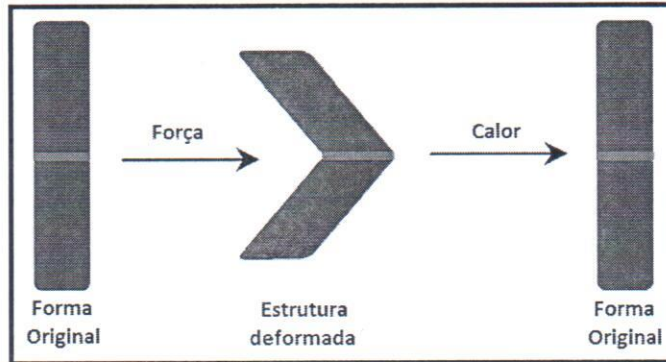 Força
Calor
Forma
Original
Estrutura
deformada
Forma
Original